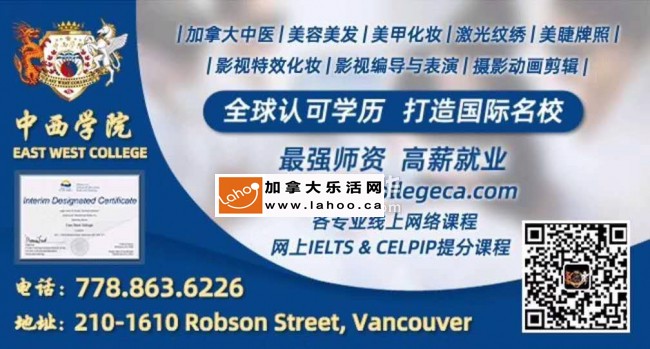 | 加拿大中医 | 美容美发 | 美甲化妆 | 激光纹绣 | 美睫牌照 |
| 影视特效化妆 | 影视编导与表演 | 摄影动画剪辑 |
全球认可学历 打造国际名校
最强师资 高薪就业
llegeca.com
各专业线上网络课程
网上IELTS & CELPIP提分课程
中西学院
EAST WEST COLLEGE
Interim Designated Certificate
Lahoo
加拿大乐活网
www.lahoo.ca
电话: 778.863.6226
地址: 210-1610 Robson Street, Vancouver